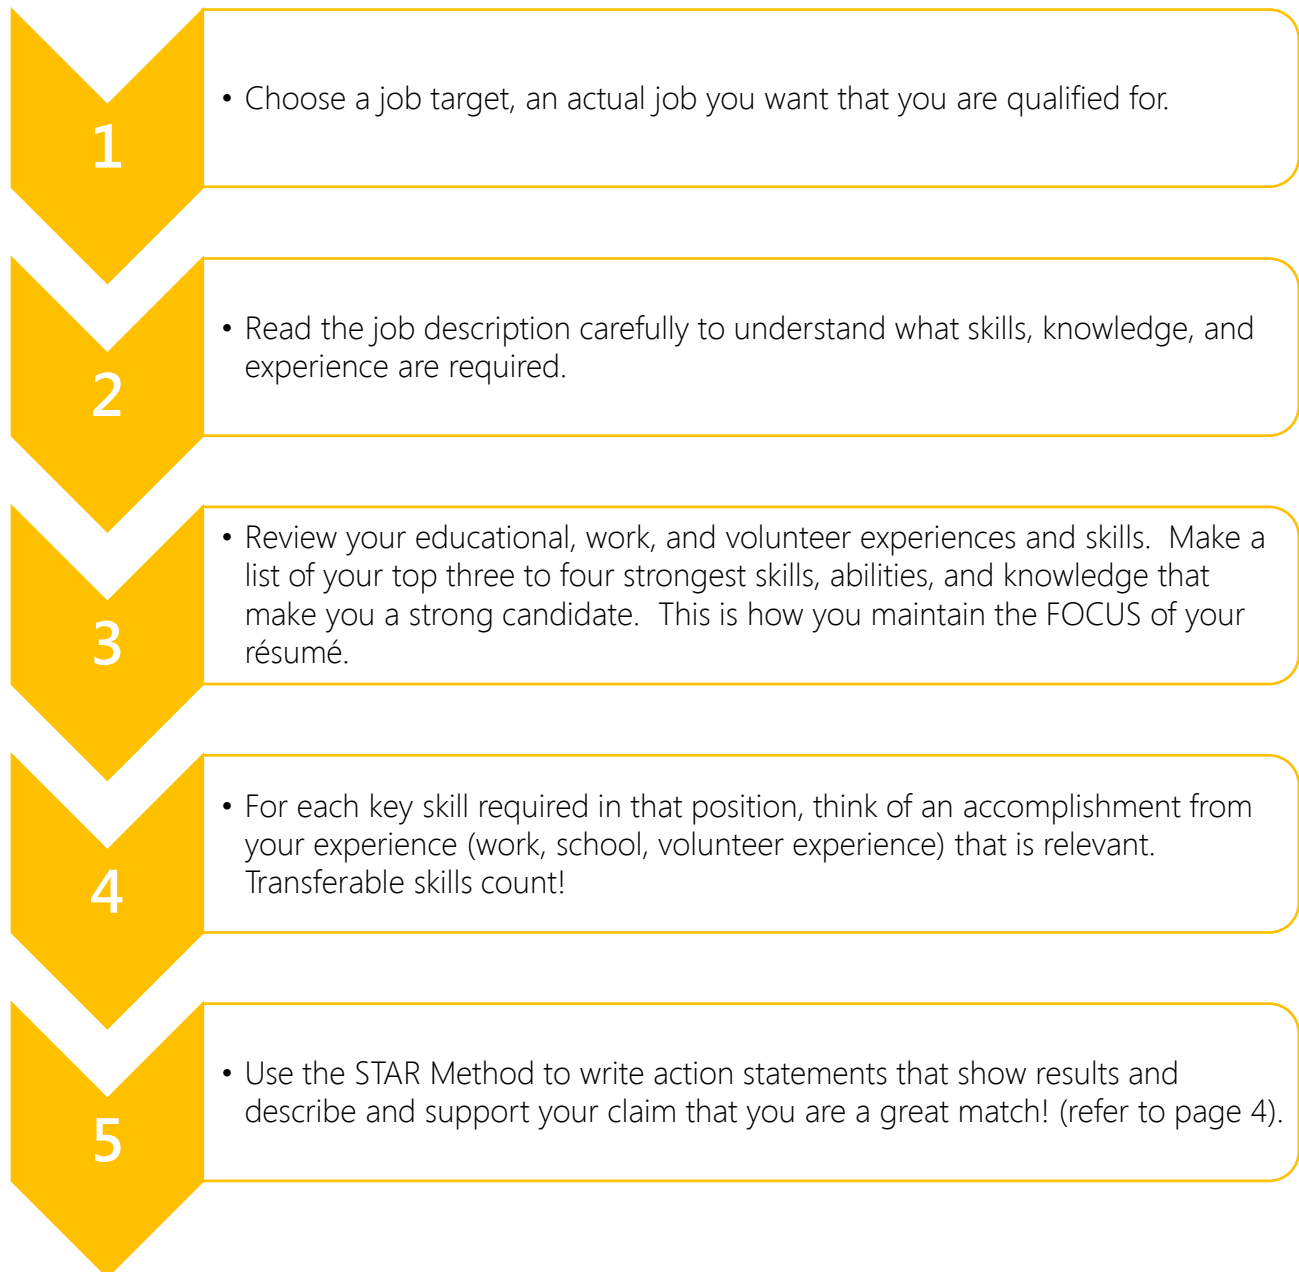 1
• Choose a job target, an actual job you want that you are qualified for.
2
• Read the job description carefully to understand what skills, knowledge, and
experience are required.
3
• Review your educational, work, and volunteer experiences and skills.  Make a
list of your top three to four strongest skills, abilities, and knowledge that
make you a strong candidate.  This is how you maintain the FOCUS of your
résumé.
4
• For each key skill required in that position, think of an accomplishment from
your experience (work, school, volunteer experience) that is relevant.
Transferable skills count!
5
• Use the STAR Method to write action statements that show results and
describe and support your claim that you are a great match! (refer to page 4).